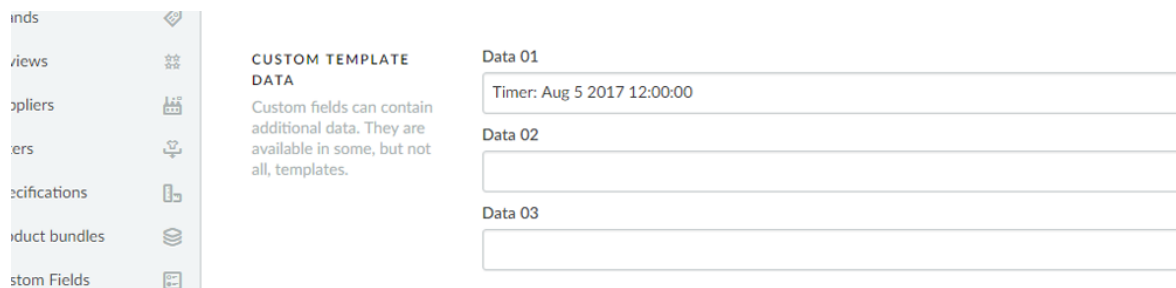 ands
views
ppliers
ters
ecifications
oduct bundles
stom Fields
CUSTOM TEMPLATE
DATA
Custom fields can contain
additional data. They are
available in some, but not
all, templates.
Data 01
Timer: Aug 5 2017 12:00:00
Data 02
Data 03